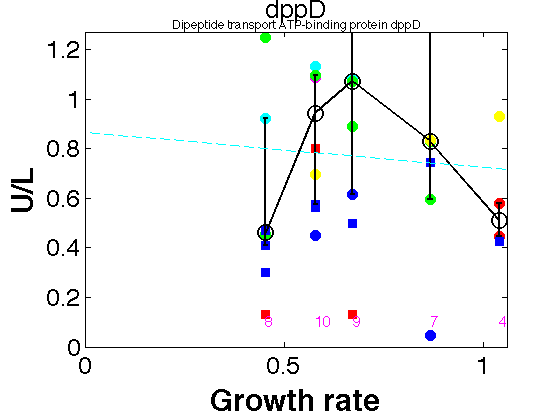 dppD
Dipeptide transport ATP-binding protein dppD
1.2
1
0.8
0.6
0.4
0.2
0
U/L
8 10 9 7 4
0 0.5 1
Growth rate